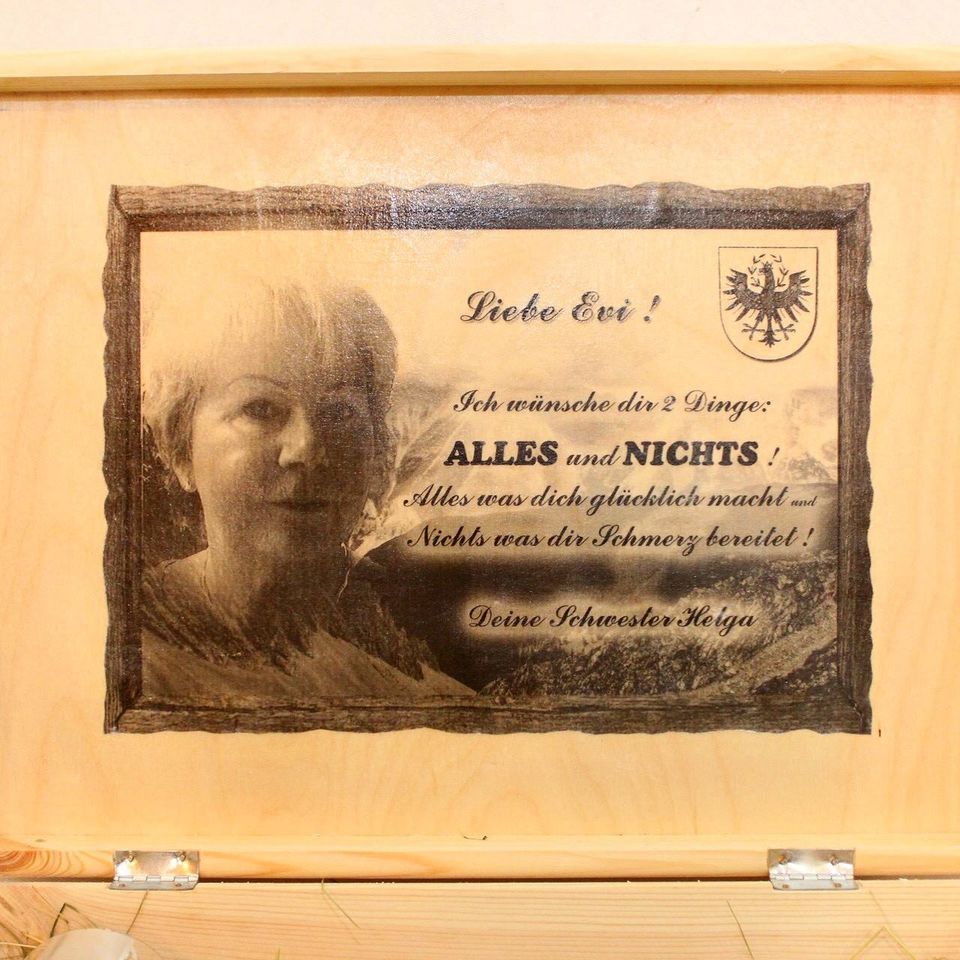 Liebe Evi !
Ich wünsche dir 2 Dinge:
ALLES und NICHTS !
Alles was dich glücklich macht und
Nichts was dir Schmerz bereitet !
Deine Schwester Helga